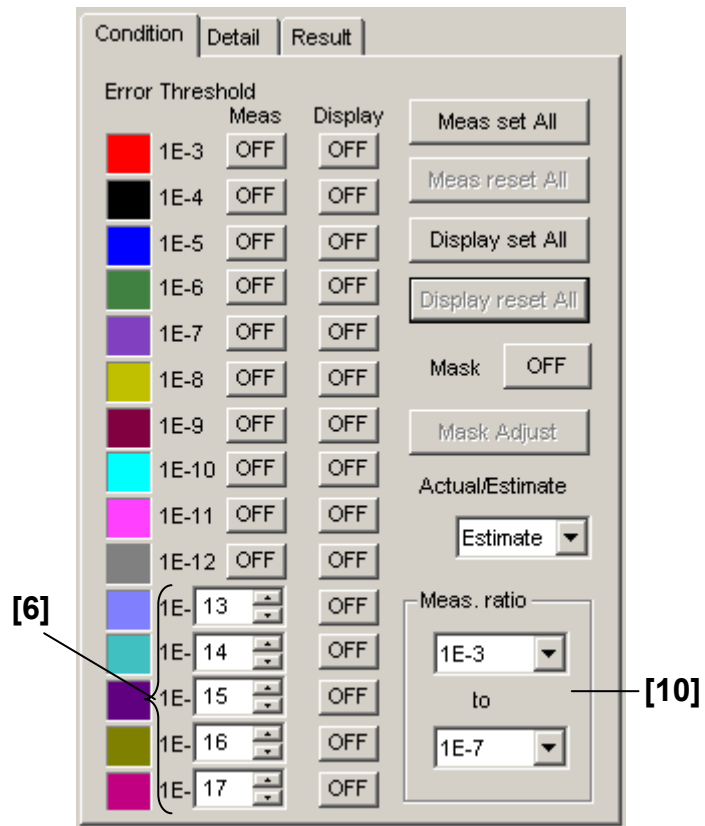 Condition Detail Result
Error Threshold
Meas Display
1E-3 OFF OFF
1E-4 OFF OFF
1E-5 OFF OFF
1E-6 OFF OFF
1E-7 OFF OFF
1E-8 OFF OFF
1E-9 OFF OFF
1E-10 OFF OFF
1E-11 OFF OFF
1E-12 OFF OFF
1E- 13 OFF
1E- 14 OFF
1E- 15 OFF
1E- 16 OFF
1E- 17 OFF
[6]
Meas set All
Meas reset All
Display set All
Display reset All
Mask OFF
Mask Adjust
Actual/Estimate
Estimate
Meas. ratio
1E-3
to
1E-7
[10]